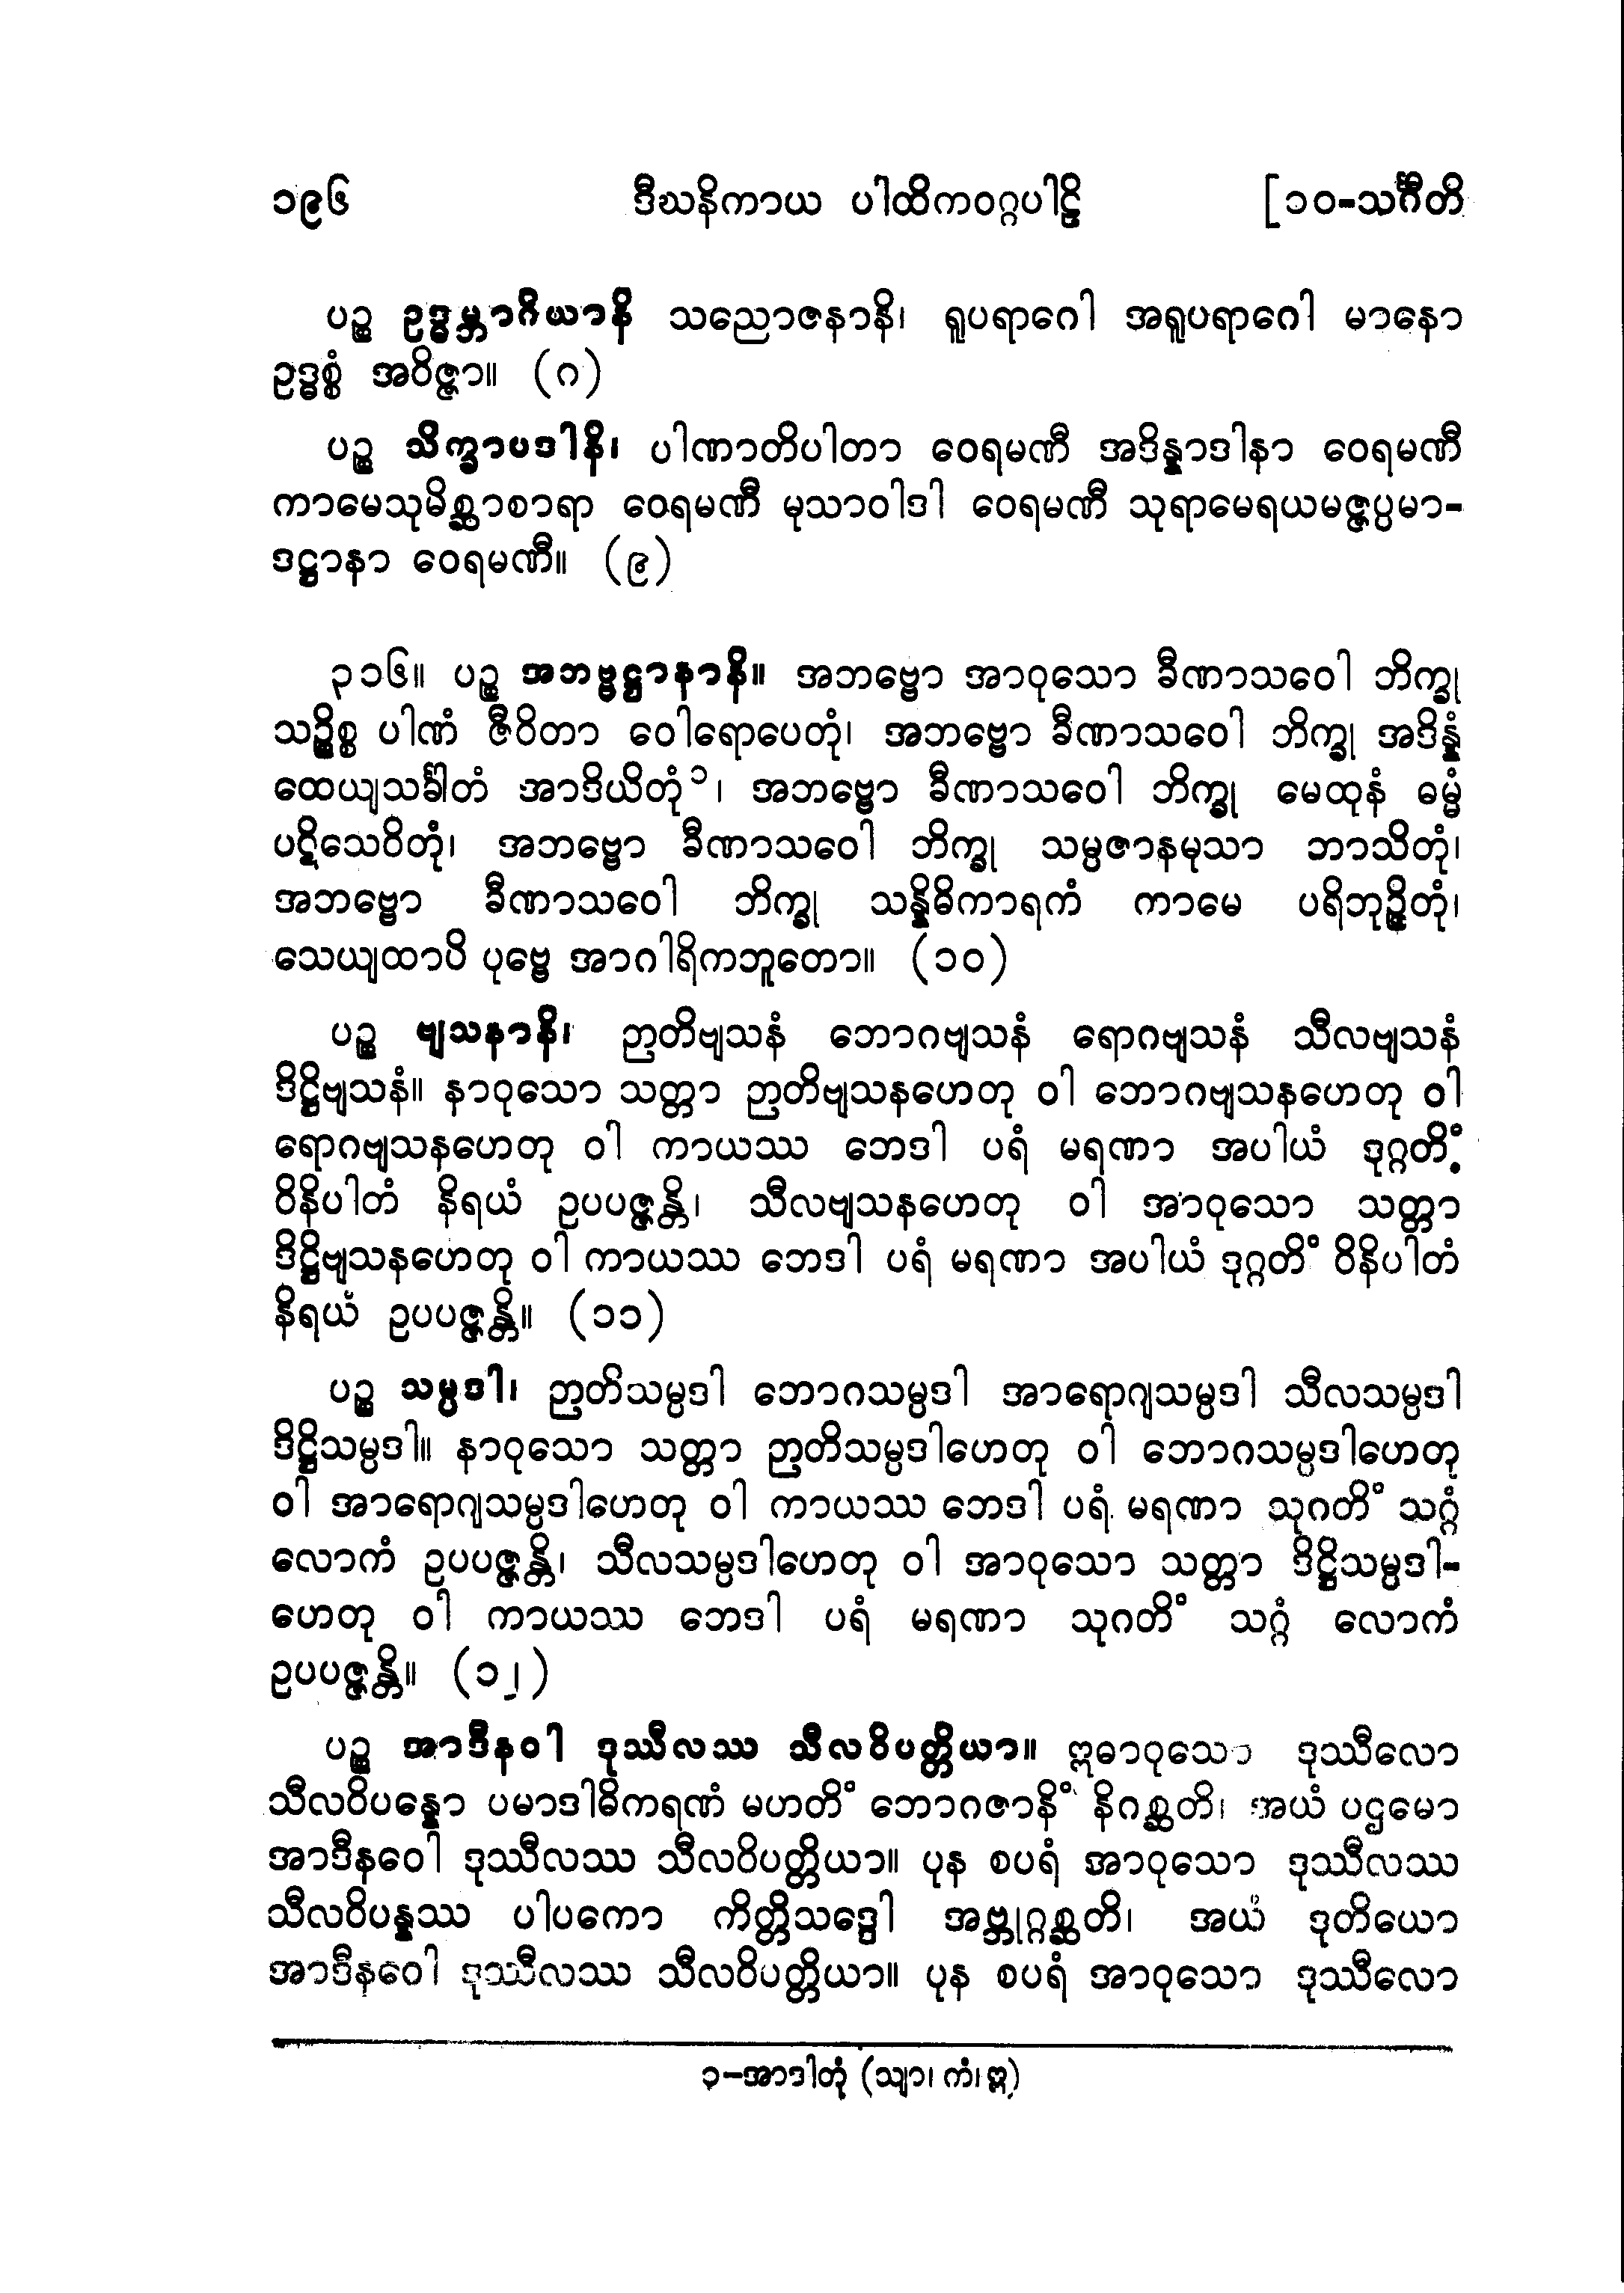 ၁၉၆ ဒီဃနိကာယ ပါထိကဝဂ္ဂပါဠိ [၁၀-သင်္ဂီတိ
ပဉ္စ ဥဒ္ဓမ္ဘာဂိယာနိ သညောဇနာနိ၊ ရူပရာဂေါ အရူပရာဂေါ မာနော
ဥဒ္ဓစ္စံ အဝိဇ္ဇာ။ (၈)
ပဉ္စ သိက္ခာပဒါနိ၊ ပါဏာတိပါတာ ဝေရမဏီ အဒိန္နာဒါနာ ဝေရမဏီ
ကာမေသုမိစ္ဆာစာရာ ဝေရမဏီ မုသာဝါဒါ ဝေရမဏီ သုရာမေရယမဇ္ဇပ္ပမာ-
ဒဋ္ဌာနာ ဝေရမဏီ။ (၉)
၃၁၆။ ပဉ္စ အဘဗ္ဗဋ္ဌာနာနိ။ အဘဗ္ဗော အာဝုသော ခီဏာသဝေါ ဘိက္ခု
သဉ္စိစ္စ ပါဏံ ဇီဝိတာ ဝေါရောပေတုံ၊ အဘဗ္ဗော ခီဏာသဝေါ ဘိက္ခု အဒိန္နံ
ထေယျသင်္ခါတံ အာဒိယိတုံ၁၊ အဘဗ္ဗော ခီဏာသဝေါ ဘိက္ခု မေထုနံ ဓမ္မံ
ပဋိသေဝိတုံ၊ အဘဗ္ဗော ခီဏာသဝေါ ဘိက္ခု သမ္ပဇာနမုသာ ဘာသိတုံ၊
အဘဗ္ဗော ခီဏာသဝေါ ဘိက္ခု သန္နိဓိကာရကံ ကာမေ ပရိဘုဉ္ဇိတုံ၊
သေယျထာပိ ပုဗ္ဗေ အာဂါရိကဘူတော။ (၁၀)
ပဉ္စ ဗျသနာနိ၊ ဉာတိဗျသနံ ဘောဂဗျသနံ ရောဂဗျသနံ သီလဗျသနံ
ဒိဋ္ဌိဗျသနံ။ နာဝုသော သတ္တာ ဉာတိဗျသနဟေတု ဝါ ဘောဂဗျသနဟေတု ဝါ
ရောဂဗျသနဟေတု ဝါ ကာယဿ ဘေဒါ ပရံ မရဏာ အပါယံ ဒုဂ္ဂတိံ
ဝိနိပါတံ နိရယံ ဥပပဇ္ဇန္တိ၊ သီလဗျသနဟေတု ဝါ အာဝုသော သတ္တာ
ဒိဋ္ဌိဗျသနဟေတု ဝါ ကာယဿ ဘေဒါ ပရံ မရဏာ အပါယံ ဒုဂ္ဂတိံ ဝိနိပါတံ
နိရယံ ဥပပဇ္ဇန္တိ။ (၁၁)
ပဉ္စ သမ္ပဒါ၊ ဉာတိသမ္ပဒါ ဘောဂသမ္ပဒါ အာရောဂျသမ္ပဒါ သီလသမ္ပဒါ
ဒိဋ္ဌိသမ္ပဒါ။ နာဝုသော သတ္တာ ဉာတိသမ္ပဒါဟေတု ဝါ ဘောဂသမ္ပဒါဟေတု
ဝါ အာရောဂျသမ္ပဒါဟေတု ဝါ ကာယဿ ဘေဒါ ပရံ မရဏာ သုဂတိံ သဂ္ဂံ
လောကံ ဥပပဇ္ဇန္တိ၊ သီလသမ္ပဒါဟေတု ဝါ အာဝုသော သတ္တာ ဒိဋ္ဌိသမ္ပဒါ-
ဟေတု ဝါ ကာယဿ ဘေဒါ ပရံ မရဏာ သုဂတိံ သဂ္ဂံ လောကံ
ဥပပဇ္ဇန္တိ။ (၁၂)
ပဉ္စ အာဒီနဝါ ဒုဿီလဿ သီလဝိပတ္တိယာ။ ဣဓာဝုသော ဒုဿီလော
သီလဝိပန္နော ပမာဒါဓိကရဏံ မဟတိံ ဘောဂဇာနိံ နိဂစ္ဆတိ၊ အယံ ပဌမော
အာဒီနဝေါ ဒုဿီလဿ သီလဝိပတ္တိယာ။ ပုန စပရံ အာဝုသော ဒုဿီလဿ
သီလဝိပန္နဿ ပါပကော ကိတ္တိသဒ္ဒေါ အဗ္ဘုဂ္ဂစ္ဆတိ၊ အယံ ဒုတိယော
အာဒီနဝေါ ဒုဿီလဿ သီလဝိပတ္တိယာ။ ပုန စပရံ အာဝုသော ဒုဿီလော
၁-အာဒါတုံ (သျာ၊ ကံ၊ ဣ)